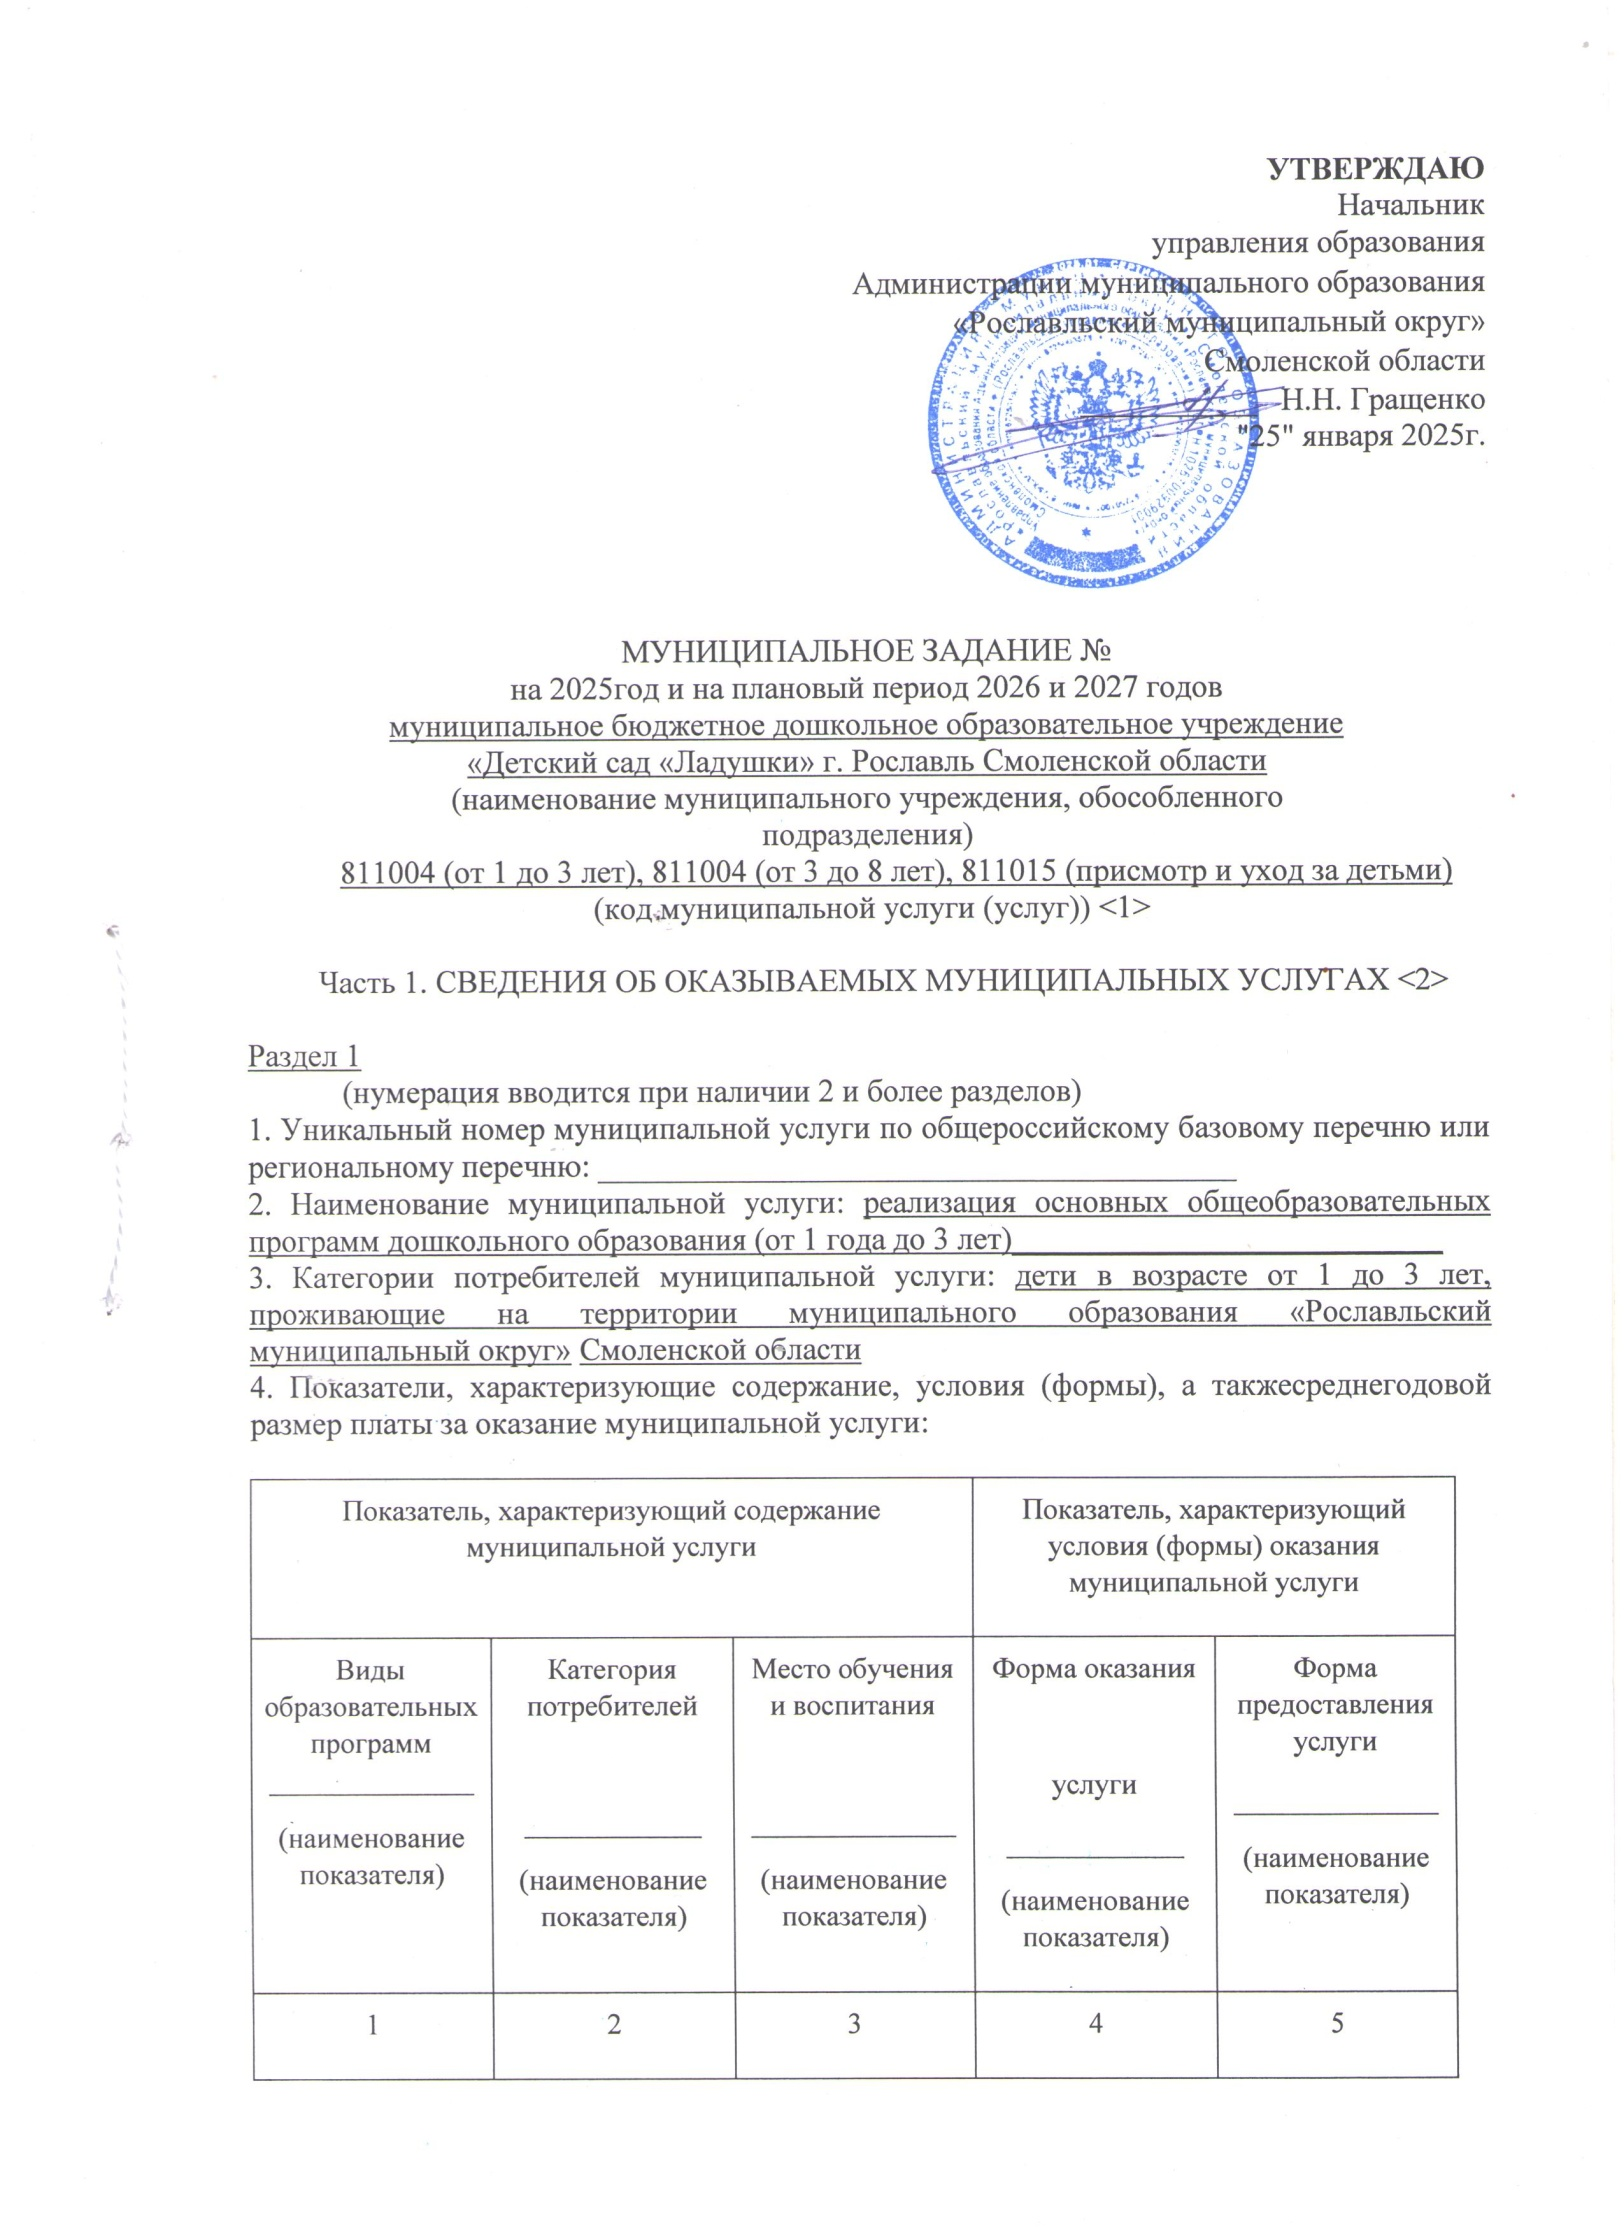 УТВЕРЖДАЮ
Начальник
управления образования
Администрации муниципального образования
«Рославльский муниципальный округ»
Смоленской области
Н.Н. Гращенко
"25" января 2025г.
МУНИЦИПАЛЬНОЕ ЗАДАНИЕ №
на 2025год и на плановый период 2026 и 2027 годов
муниципальное бюджетное дошкольное образовательное учреждение
«Детский сад «Ладушки» г. Рославль Смоленской области
(наименование муниципального учреждения, обособленного
подразделения)
811004 (от 1 до 3 лет), 811004 (от 3 до 8 лет), 811015 (присмотр и уход за детьми)
(код муниципальной услуги (услуг)) <1>
Часть 1. СВЕДЕНИЯ ОБ ОКАЗЫВАЕМЫХ МУНИЦИПАЛЬНЫХ УСЛУГАХ <2>
Раздел 1
(нумерация вводится при наличии 2 и более разделов)
1. Уникальный номер муниципальной услуги по общероссийскому базовому перечню или
региональному перечню:
2. Наименование муниципальной услуги: реализация основных общеобразовательных
программ дошкольного образования (от 1 года до 3 лет)
3. Категории потребителей муниципальной услуги: дети в возрасте от 1 до 3 лет,
проживающие на территории муниципального образования «Рославльский
муниципальный округ» Смоленской области
4. Показатели, характеризующие содержание, условия (формы), а такжесреднегодовой
размер платы за оказание муниципальной услуги:
Показатель, характеризующий содержание
муниципальной услуги
Показатель, характеризующий
условия (формы) оказания
муниципальной услуги
Виды
образовательных
программ
(наименование
показателя)
Категория
потребителей
(наименование
показателя)
Место обучения
и воспитания
(наименование
показателя)
Форма оказания
услуги
(наименование
показателя)
Форма
предоставления
услуги
(наименование
показателя)
1
2
3
4
5